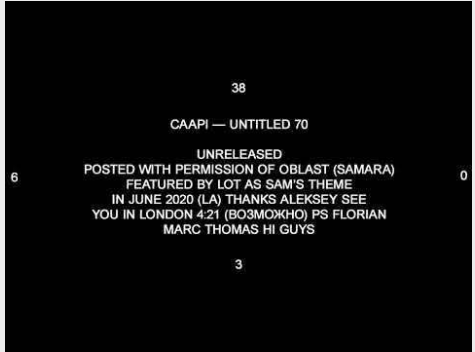 38
CAAPI — UNTITLED 70
UNRELEASED
POSTED WITH PERMISSION OF OBLAST (SAMARA)
6
0
FEATURED BY LOT AS SAM'S THEME
IN JUNE 2020 (LA) THANKS ALEKSEY SEE
YOU IN LONDON 4:21 (ВОЗМОЖНО) PS FLORIAN
MARC THOMAS HI GUYS
3